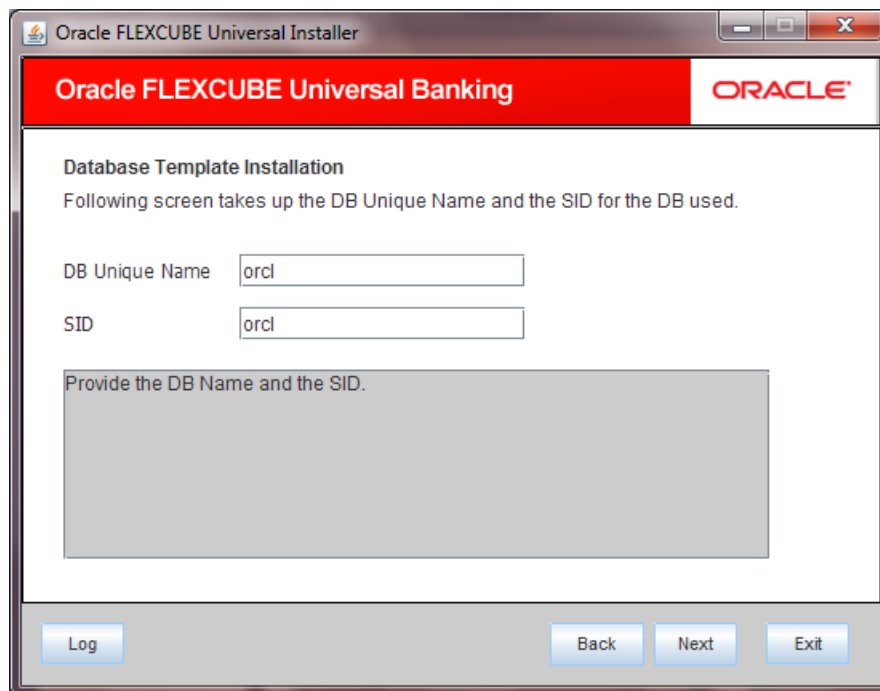 Oracle FLEXCUBE Universal Installer
Oracle FLEXCUBE Universal Banking
ORACLE
Database Template Installation
Following screen takes up the DB Unique Name and the SID for the DB used.
DB Unique Name orcl
SID orcl
Provide the DB Name and the SID.
Log Back Next Exit